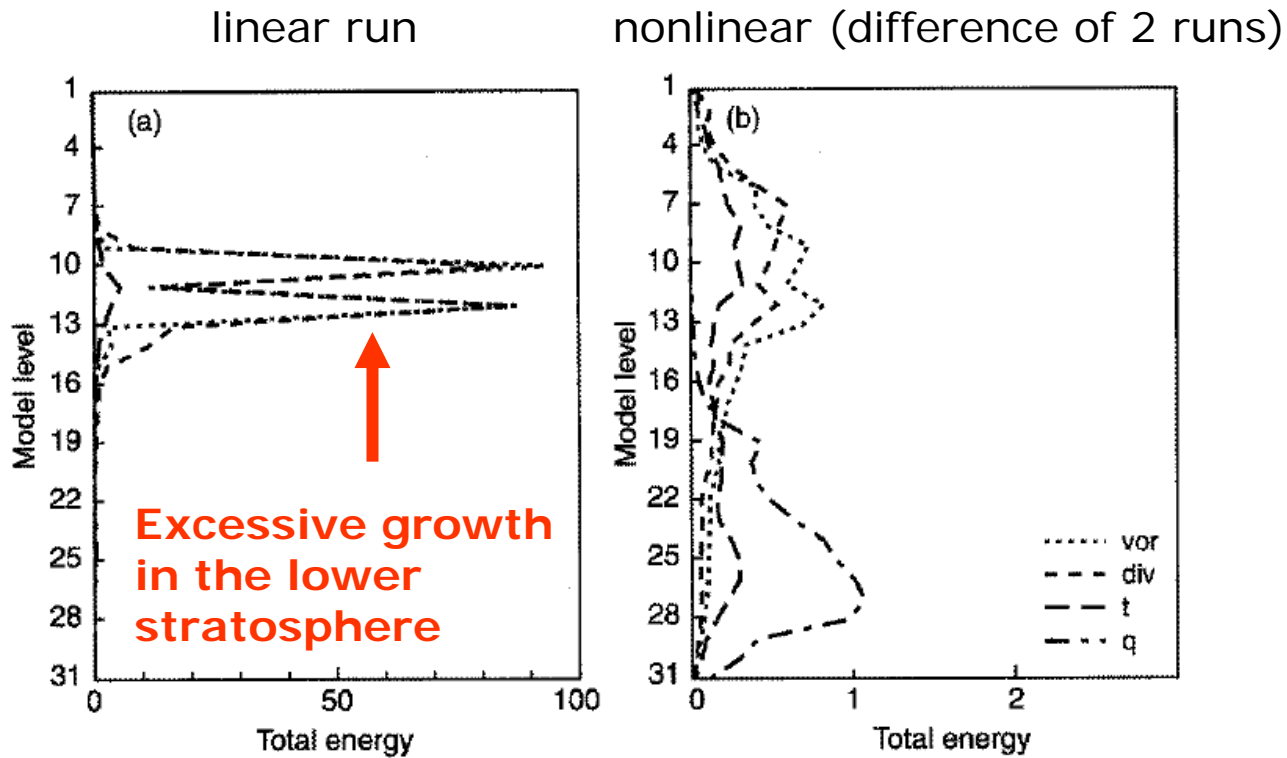 linear run
nonlinear (difference of 2 runs)
(a)
1
4
7
10
13
16
19
22
25
28
31
Model level
Excessive growth
in the lower
stratosphere
0
50
100
Total energy
(b)
1
4
7
10
13
16
19
22
25
28
31
Model level
vor
div
t
q
0
1
2
Total energy